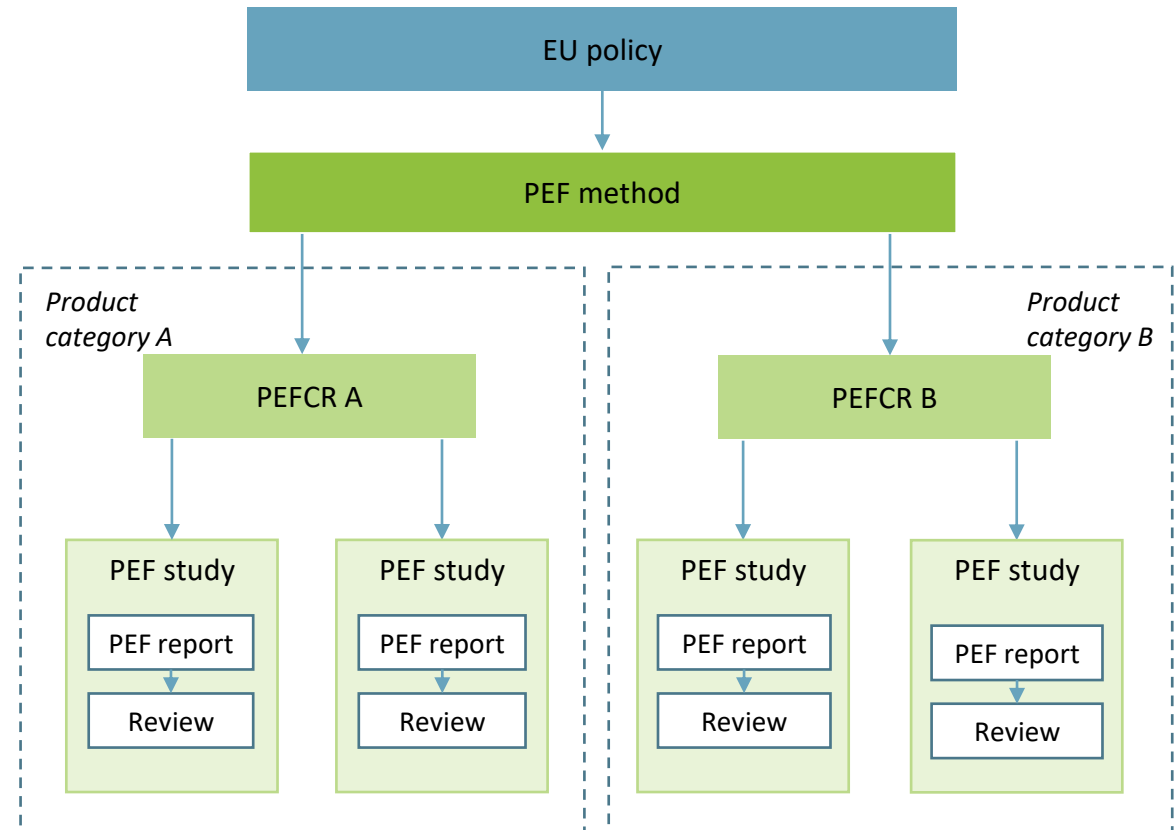 EU policy
PEF method
Product
category A
Product
category B
PEFCR A
PEFCR B
PEF study
PEF study
PEF study
PEF study
PEF report
PEF report
PEF report
PEF report
Review
Review
Review
Review